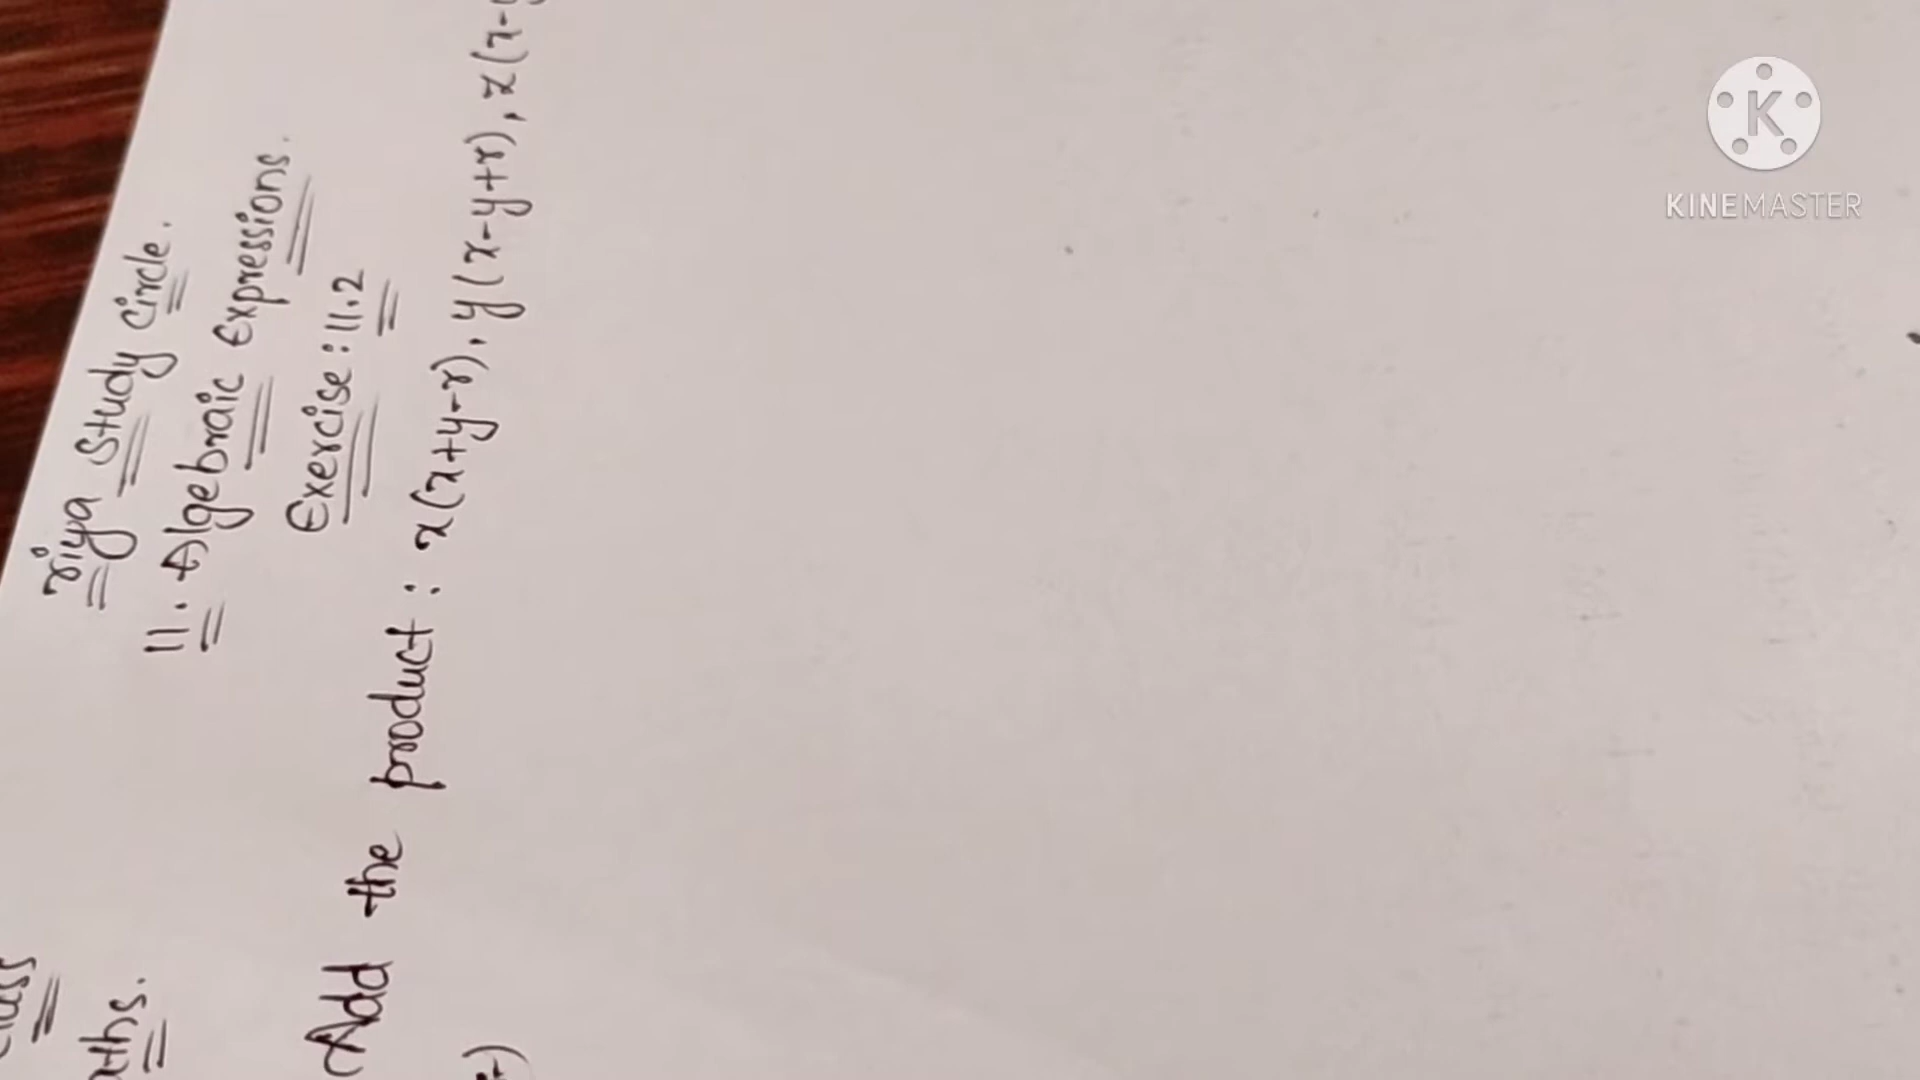 riya study circle.
11. Algebraic Expressions.
Exercise : 11.2
Add the product : x(x+y-r), y(x-y+r), z(x-
KINEMASTER